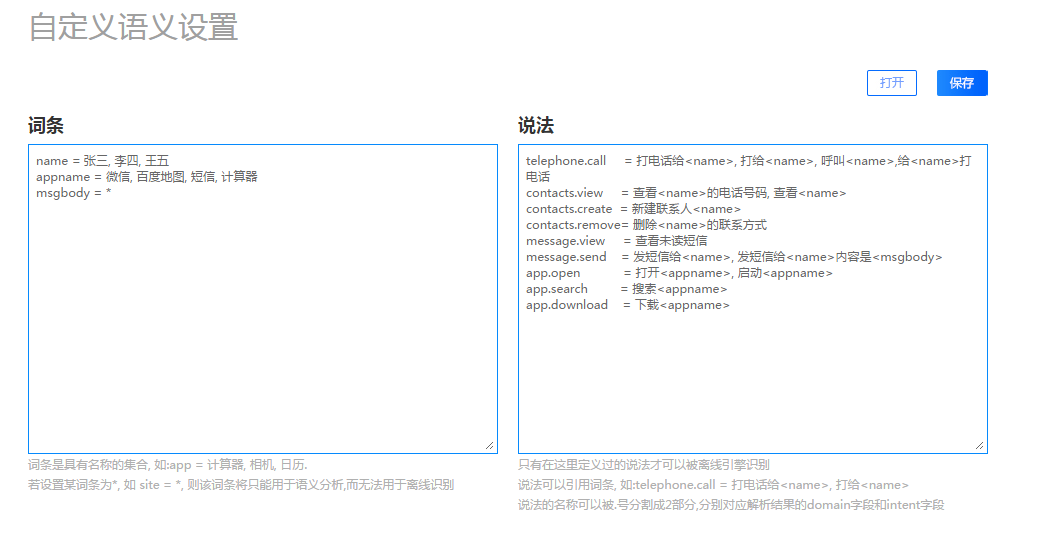 自定义语义设置
打开
保存
词条
name = 张三, 李四, 王五
appname = 微信, 百度地图, 短信, 计算器
msgbody = *
词条是具有名称的集合, 如:app = 计算器, 相机, 日历.
若设置某词条为*, 如 site = *, 则该词条将只能用于语义分析,而无法用于离线识别
说法
telephone.call = 打电话给<name>, 打给<name>, 呼叫<name>,给<name>打
电话
contacts.view = 查看<name>的电话号码, 查看<name>
contacts.create = 新建联系人<name>
contacts.remove= 删除<name>的联系方式
message.view = 查看未读短信
message.send = 发短信给<name>, 发短信给<name>内容是<msgbody>
app.open = 打开<appname>, 启动<appname>
app.search = 搜索<appname>
app.download = 下载<appname>
只有在这里定义过的说法才可以被离线引擎识别
说法可以引用词条, 如:telephone.call = 打电话给<name>, 打给<name>
说法的名称可以被.号分割成2部分,分别对应解析结果的domain字段和intent字段